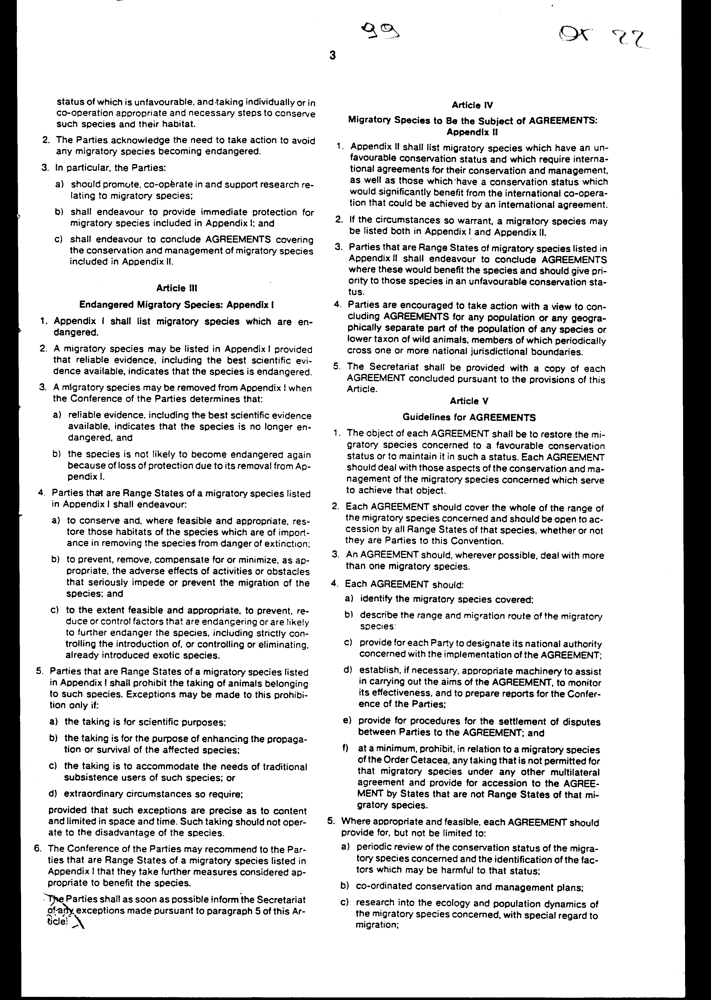 99
22
3
status of which is unfavourable, and taking individually or in
co-operation appropriate and necessary steps to conserve
such species and their habitat.
2. The Parties acknowledge the need to take action to avoid
any migratory species becoming endangered.
3. In particular, the Parties:
a) should promote, co-operate in and support research re-
lating to migratory species;
b) shall endeavour to provide immediate protection for
migratory species included in Appendix I; and
c) shall endeavour to conclude AGREEMENTS covering
the conservation and management of migratory species
included in Appendix II.
Article III
Endangered Migratory Species: Appendix I
1. Appendix I shall list migratory species which are en-
dangered.
2. A migratory species may be listed in Appendix I provided
that reliable evidence, including the best scientific evi-
dence available, indicates that the species is endangered.
3. A migratory species may be removed from Appendix I when
the Conference of the Parties determines that:
a) reliable evidence, including the best scientific evidence
available, indicates that the species is no longer en-
dangered, and
b) the species is not likely to become endangered again
because of loss of protection due to its removal from Ap-
pendix I.
4. Parties that are Range States of a migratory species listed
in Appendix I shall endeavour:
a) to conserve and, where feasible and appropriate, res-
tore those habitats of the species which are of import-
ance in removing the species from danger of extinction;
b) to prevent, remove, compensate for or minimize, as ap-
propriate, the adverse effects of activities or obstacles
that seriously impede or prevent the migration of the
species; and
c) to the extent feasible and appropriate, to prevent, re-
duce or control factors that are endangering or are likely
to further endanger the species, including strictly con-
trolling the introduction of, or controlling or eliminating,
already introduced exotic species.
5. Parties that are Range States of a migratory species listed
in Appendix I shall prohibit the taking of animals belonging
to such species. Exceptions may be made to this prohibi-
tion only if:
a) the taking is for scientific purposes;
b) the taking is for the purpose of enhancing the propaga-
tion or survival of the affected species;
c) the taking is to accommodate the needs of traditional
subsistence users of such species; or
d) extraordinary circumstances so require;
provided that such exceptions are precise as to content
and limited in space and time. Such taking should not oper-
ate to the disadvantage of the species.
6. The Conference of the Parties may recommend to the Par-
ties that are Range States of a migratory species listed in
Appendix I that they take further measures considered ap-
propriate to benefit the species.
The Parties shall as soon as possible inform the Secretariat
of any exceptions made pursuant to paragraph 5 of this Ar-
ticle.
Article IV
Migratory Species to Be the Subject of AGREEMENTS:
Appendix II
1. Appendix II shall list migratory species which have an un-
favourable conservation status and which require interna-
tional agreements for their conservation and management,
as well as those which have a conservation status which
would significantly benefit from the international co-opera-
tion that could be achieved by an international agreement.
2. If the circumstances so warrant, a migratory species may
be listed both in Appendix I and Appendix II.
3. Parties that are Range States of migratory species listed in
Appendix II shall endeavour to conclude AGREEMENTS
where these would benefit the species and should give pri-
ority to those species in an unfavourable conservation sta-
tus.
4. Parties are encouraged to take action with a view to con-
cluding AGREEMENTS for any population or any geogra-
phically separate part of the population of any species or
lower taxon of wild animals, members of which periodically
cross one or more national jurisdictional boundaries.
5. The Secretariat shall be provided with a copy of each
AGREEMENT concluded pursuant to the provisions of this
Article.
Article V
Guidelines for AGREEMENTS
1. The object of each AGREEMENT shall be to restore the mi-
gratory species concerned to a favourable conservation
status or to maintain it in such a status. Each AGREEMENT
should deal with those aspects of the conservation and ma-
nagement of the migratory species concerned which serve
to achieve that object.
2. Each AGREEMENT should cover the whole of the range of
the migratory species concerned and should be open to ac-
cession by all Range States of that species, whether or not
they are Parties to this Convention.
3. An AGREEMENT should, wherever possible, deal with more
than one migratory species.
4. Each AGREEMENT should:
a) identify the migratory species covered;
b) describe the range and migration route of the migratory
species;
c) provide for each Party to designate its national authority
concerned with the implementation of the AGREEMENT;
d) establish, if necessary, appropriate machinery to assist
in carrying out the aims of the AGREEMENT, to monitor
its effectiveness, and to prepare reports for the Confer-
ence of the Parties;
e) provide for procedures for the settlement of disputes
between Parties to the AGREEMENT; and
f) at a minimum, prohibit, in relation to a migratory species
of the Order Cetacea, any taking that is not permitted for
that migratory species under any other multilateral
agreement and provide for accession to the AGREE-
MENT by States that are not Range States of that mi-
gratory species.
5. Where appropriate and feasible, each AGREEMENT should
provide for, but not be limited to:
a) periodic review of the conservation status of the migra-
tory species concerned and the identification of the fac-
tors which may be harmful to that status;
b) co-ordinated conservation and management plans;
c) research into the ecology and population dynamics of
the migratory species concerned, with special regard to
migration;